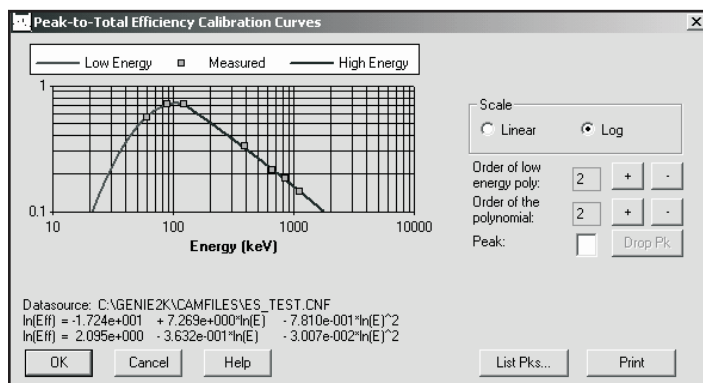 Peak-to-Total Efficiency Calibration Curves
Low Energy Measured High Energy
1
0.1
10 100 1000 10000
Energy (keV)
Scale
Linear Log
Order of low energy poly: 2 + -
Order of the polynomial: 2 + -
Peak: Drop Pk
Datasource: C:\GENIE2K\CAMFILES\ES_TEST.CNF
ln(Eff) = -1.724e+001 + 7.269e+000*ln(E) - 7.810e-001*ln(E)^2
ln(Eff) = 2.095e+000 - 3.632e-001*ln(E) - 3.007e-002*ln(E)^2
OK Cancel Help List Pks... Print